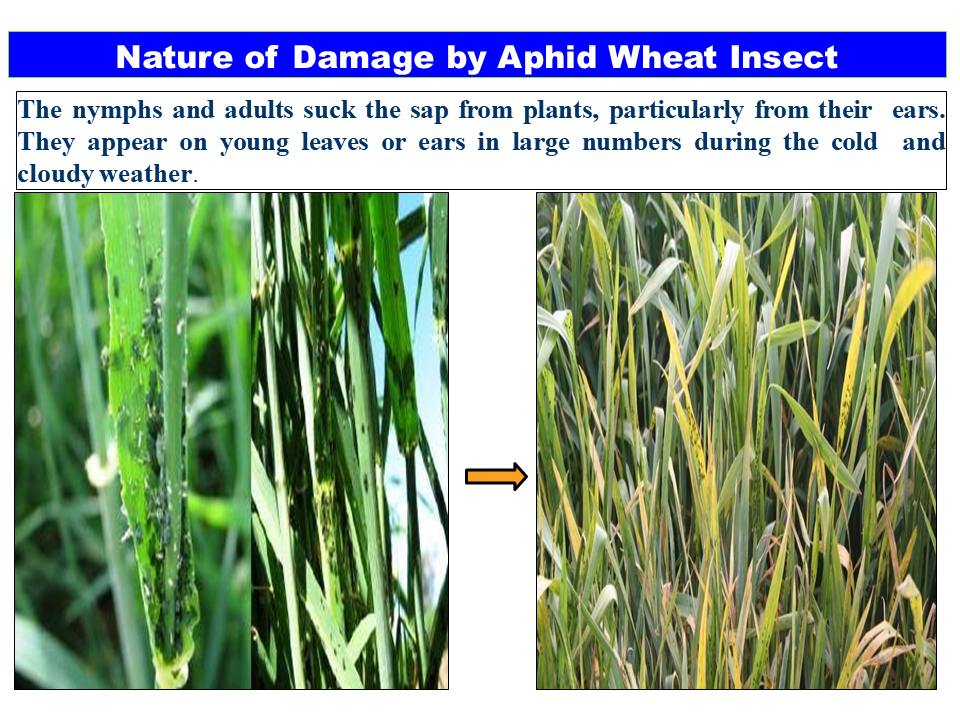 Nature of Damage by Aphid Wheat Insect
The nymphs and adults suck the sap from plants, particularly from their ears.
They appear on young leaves or ears in large numbers during the cold and
cloudy weather.